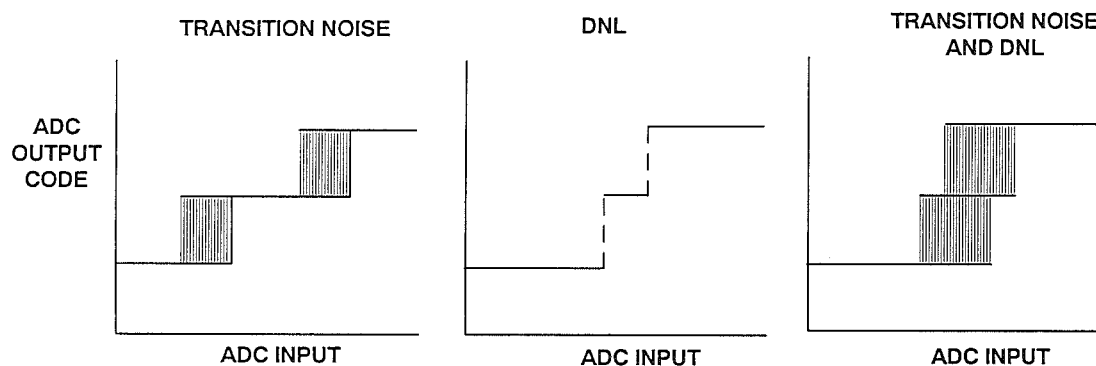 TRANSITION NOISE
DNL
TRANSITION NOISE
AND DNL
ADC
OUTPUT
CODE
ADC INPUT
ADC INPUT
ADC INPUT